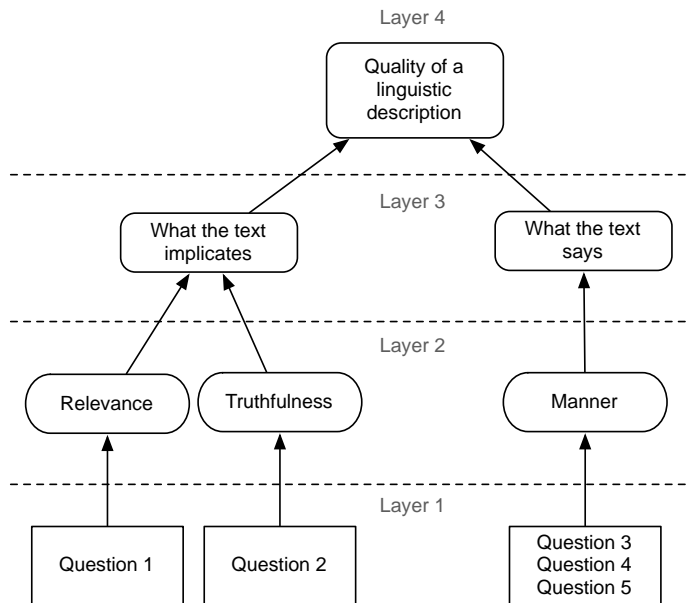 Layer 4
Quality of a
linguistic
description
Layer 3
What the text
implicates
What the text
says
Layer 2
Relevance
Truthfulness
Manner
Layer 1
Question 1
Question 2
Question 3
Question 4
Question 5